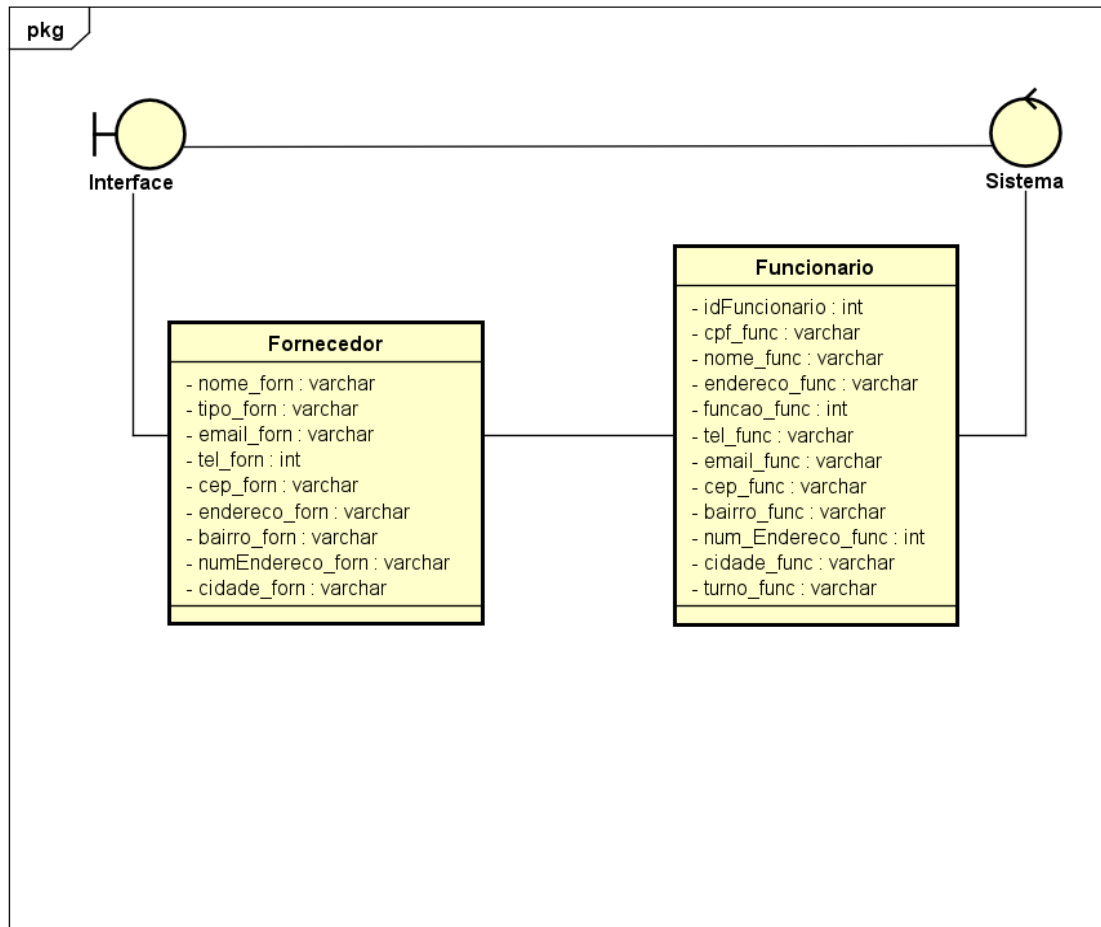 pkg
Interface
Sistema
Fornecedor
- nome_forn : varchar
- tipo_forn : varchar
- email_forn : varchar
- tel_forn : int
- cep_forn : varchar
- endereco_forn : varchar
- bairro_forn : varchar
- numEndereco_forn : varchar
- cidade_forn : varchar
Funcionario
- idFuncionario : int
- cpf_func : varchar
- nome_func : varchar
- endereco_func : varchar
- funcao_func : int
- tel_func : varchar
- email_func : varchar
- cep_func : varchar
- bairro_func : varchar
- num_Endereco_func : int
- cidade_func : varchar
- turno_func : varchar